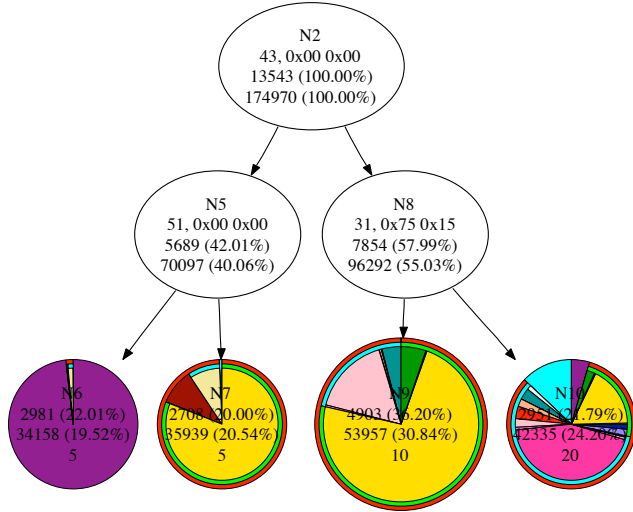 N2
43, 0x00 0x00
13543 (100.00%)
174970 (100.00%)
N5
51, 0x00 0x00
5689 (42.01%)
70097 (40.06%)
N8
31, 0x75 0x15
7854 (57.99%)
96292 (55.03%)
N6
2981 (22.01%)
34158 (19.52%)
5
N7
2708 (20.00%)
35939 (20.54%)
5
N9
4903 (36.20%)
53957 (30.84%)
10
N10
2951 (21.79%)
42335 (24.20%)
20